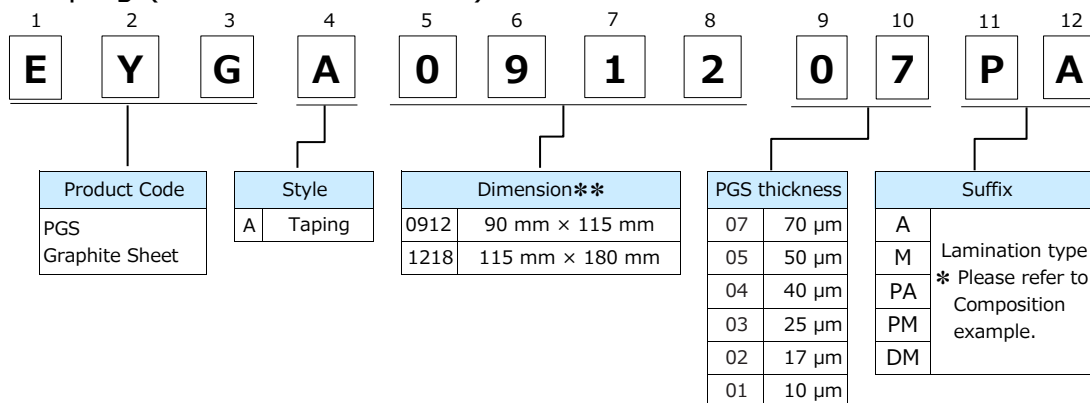 1 2 3 4 5 6 7 8 9 10 11 12
E Y G A 0 9 1 2 0 7 P A
Product Code
PGS
Graphite Sheet
Style
A Taping
Dimension✻✻
0912 90 mm × 115 mm
1218 115 mm × 180 mm
PGS thickness
07 70 µm
05 50 µm
04 40 µm
03 25 µm
02 17 µm
01 10 µm
Suffix
A
M
PA
PM
DM
Lamination type
✻ Please refer to
Composition
example.